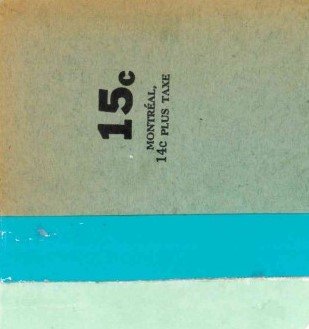 15c
MONTRÉAL,
14c PLUS TAXE